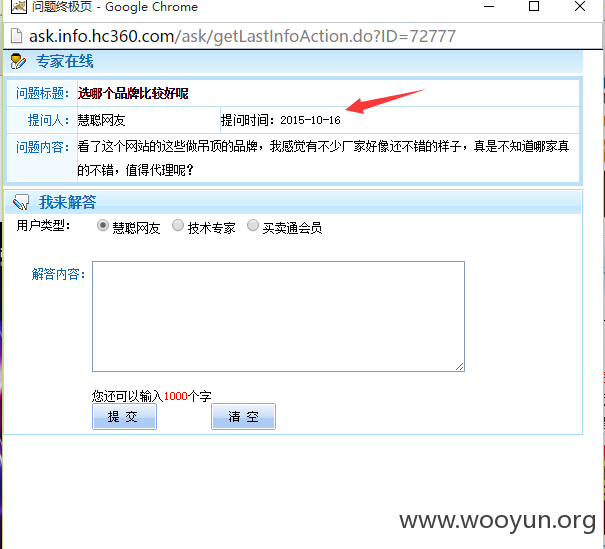 问题终极页 - Google Chrome
ask.info.hc360.com/ask/getLastInfoAction.do?ID=72777
专家在线
问题标题： 选哪个品牌比较好呢
提问人： 慧聪网友 提问时间：2015-10-16
问题内容： 看了这个网站的这些做吊顶的品牌，我感觉有不少厂家好像还不错的样子，真是不知道哪家真
的不错，值得代理呢？
我来解答
用户类型： 慧聪网友 技术专家 买卖通会员
解答内容：
您还可以输入1000个字
提 交 清 空
www.wooyun.org